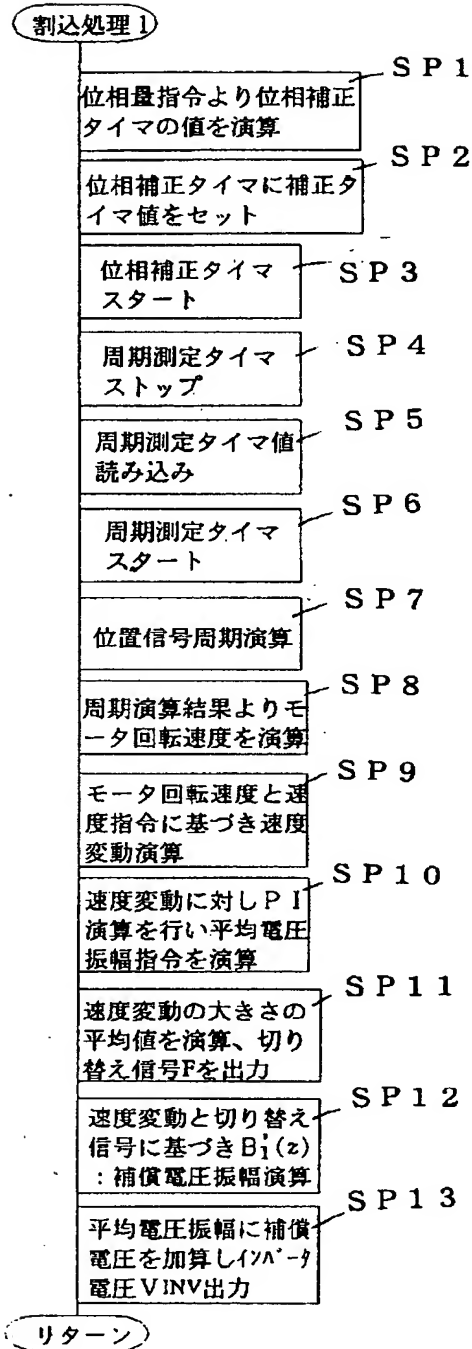 割込処理1
SP1
位相量指令より位相補正
タイマの値を演算
SP2
位相補正タイマに補正タ
イマ値をセット
SP3
位相補正タイマ
スタート
SP4
周期測定タイマ
ストップ
SP5
周期測定タイマ値
読み込み
SP6
周期測定タイマ
スタート
SP7
位置信号周期演算
SP8
周期演算結果よりモ
ータ回転速度を演算
SP9
モータ回転速度と速
度指令に基づき速度
変動演算
SP10
速度変動に対しPI
演算を行い平均電圧
振幅指令を演算
SP11
速度変動の大きさの
平均値を演算、切り
替え信号Fを出力
SP12
速度変動と切り替え
信号に基づきB'i(z)
:補償電圧振幅演算
SP13
平均電圧振幅に補償
電圧を加算しインバータ
電圧VINV出力
リターン